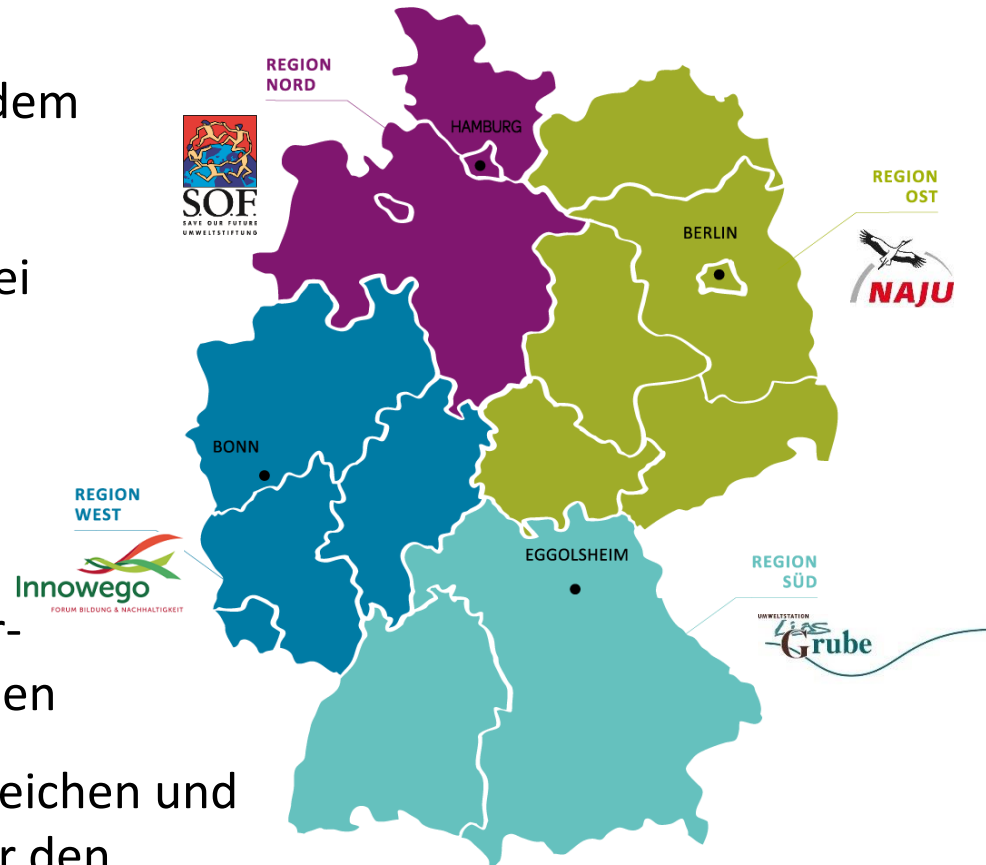 dem
ei
r-
en
eichen und
r den
REGION
NORD
S.O.F.
SAVE OUR FUTURE
UMWELTSTIFTUNG
HAMBURG
REGION
OST
BERLIN
NAJU
BONN
REGION
WEST
Innowego
FORUM BILDUNG & NACHHALTIGKEIT
EGGOLSHEIM
REGION
SÜD
UMWELTSTATION
Lias
Grube